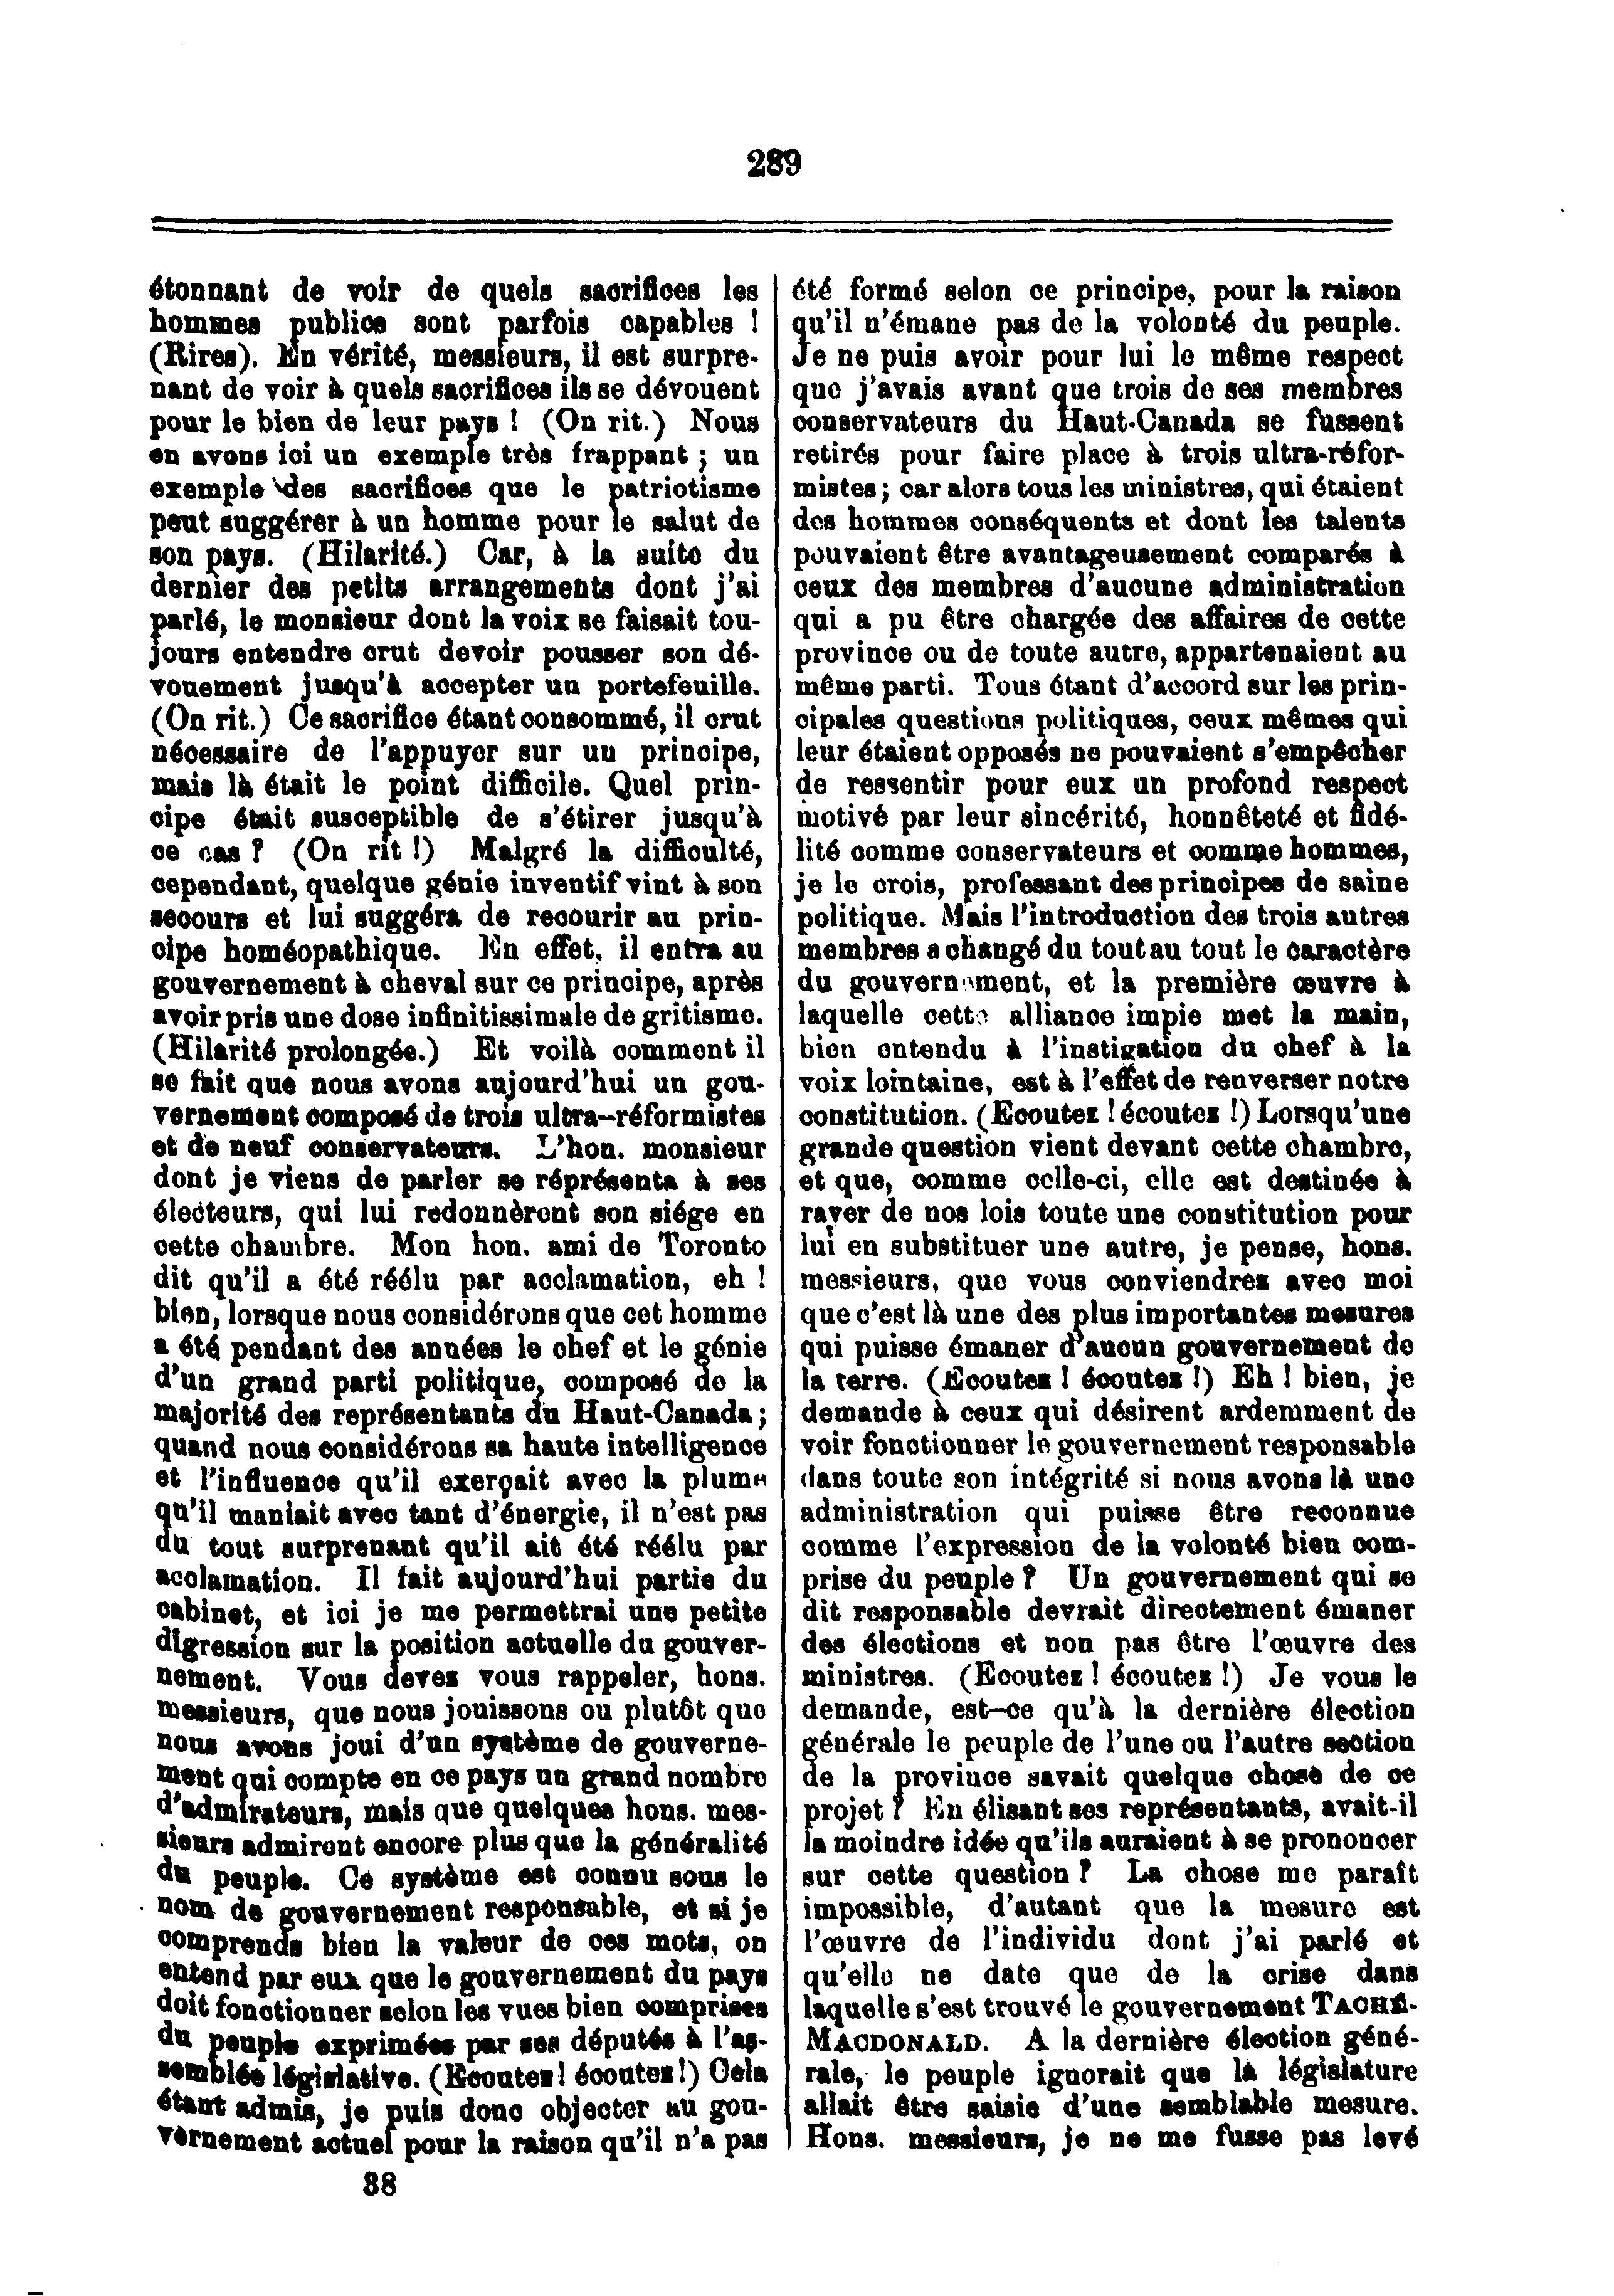 289
étonnant de voir de quels sacrifices les
hommes publics sont parfois capables !
(Rires). En vérité, messieurs, il est surpre-
nant de voir à quels sacrifices ils se dévouent
pour le bien de leur pays ! (On rit.) Nous
en avons ici un exemple très frappant ; un
exemple des sacrifices que le patriotisme
peut suggérer à un homme pour le salut de
son pays. (Hilarité.) Car, à la suite du
dernier des petits arrangements dont j'ai
parlé, le monsieur dont la voix se faisait tou-
jours entendre crut devoir pousser son dé-
vouement jusqu'à accepter un portefeuille.
(On rit.) Ce sacrifice étant consommé, il crut
nécessaire de l'appuyer sur un principe,
mais là était le point difficile. Quel prin-
cipe était susceptible de s'étirer jusqu'à
ce cas ? (On rit !) Malgré la difficulté,
cependant, quelque génie inventif vint à son
secours et lui suggéra de recourir au prin-
cipe homéopathique. En effet, il entra au
gouvernement à cheval sur ce principe, après
avoir pris une dose infinitissimale de gritisme.
(Hilarité prolongée.) Et voilà comment il
se fait que nous avons aujourd'hui un gou-
vernement composé de trois ultra-réformistes
et de neuf conservateurs. L'hon. monsieur
dont je viens de parler se réprésenta à ses
électeurs, qui lui redonnèrent son siége en
cette chambre. Mon hon. ami de Toronto
dit qu'il a été réélu par acclamation, eh !
bien, lorsque nous considérons que cet homme
a été pendant des années le chef et le génie
d'un grand parti politique, composé de la
majorité des représentants du Haut-Canada ;
quand nous considérons sa haute intelligence
et l'influence qu'il exerçait avec la plume
qu'il maniait avec tant d'énergie, il n'est pas
du tout surprenant qu'il ait été réélu par
acclamation. Il fait aujourd'hui partie du
cabinet, et ici je me permettrai une petite
digression sur la position actuelle du gouver-
nement. Vous devez vous rappeler, hons.
messieurs, que nous jouissons ou plutôt que
nous avons joui d'un système de gouverne-
ment qui compte en ce pays un grand nombre
d'admirateurs, mais que quelques hons. mes-
sieurs admirent encore plus que la généralité
du peuple. Ce système est connu sous le
nom de gouvernement responsable, et si je
comprends bien la valeur de ces mots, on
entend par eux que le gouvernement du pays
doit fonctionner selon les vues bien comprises
du peuple exprimées par ses députés à l'as-
semblée législative. (Ecoutez ! écoutez !) Cela
étant admis, je puis donc objecter au gou-
vernement actuel pour la raison qu'il n'a pas
38
été formé selon ce principe, pour la raison
qu'il n'émane pas de la volonté du peuple.
Je ne puis avoir pour lui le même respect
que j'avais avant que trois de ses membres
conservateurs du Haut-Canada se fussent
retirés pour faire place à trois ultra-réfor-
mistes ; car alors tous les ministres, qui étaient
des hommes conséquents et dont les talents
pouvaient être avantageusement comparés à
ceux des membres d'aucune administration
qui a pu être chargée des affaires de cette
province ou de toute autre, appartenaient au
même parti. Tous étant d'accord sur les prin-
cipales questions politiques, ceux mêmes qui
leur étaient opposés ne pouvaient s'empêcher
de ressentir pour eux un profond respect
motivé par leur sincérité, honnêteté et fidé-
lité comme conservateurs et comme hommes,
je le crois, professant des principes de saine
politique. Mais l'introduction des trois autres
membres a changé du tout au tout le caractère
du gouvernement, et la première œuvre à
laquelle cette alliance impie met la main,
bien entendu à l'instigation du chef à la
voix lointaine, est à l'effet de renverser notre
constitution. (Ecoutez ! écoutez !) Lorsqu'une
grande question vient devant cette chambre,
et que, comme celle-ci, elle est destinée à
rayer de nos lois toute une constitution pour
lui en substituer une autre, je pense, hons.
messieurs, que vous conviendrez avec moi
que c'est là une des plus importantes mesures
qui puisse émaner d'aucun gouvernement de
la terre. (Ecoutez ! écoutez !) Eh ! bien, je
demande à ceux qui désirent ardemment de
voir fonctionner le gouvernement responsable
dans toute son intégrité si nous avons là une
administration qui puisse être reconnue
comme l'expression de la volonté bien com-
prise du peuple ? Un gouvernement qui se
dit responsable devrait directement émaner
des élections et non pas être l'œuvre des
ministres. (Ecoutez ! écoutez !) Je vous le
demande, est-ce qu'à la dernière élection
générale le peuple de l'une ou l'autre section
de la province savait quelque chose de ce
projet ? En élisant ses représentants, avait-il
la moindre idée qu'ils auraient à se prononcer
sur cette question ? La chose me paraît
impossible, d'autant que la mesure est
l'œuvre de l'individu dont j'ai parlé et
qu'elle ne date que de la crise dans
laquelle s'est trouvé le gouvernement TACHÉ-
MACDONALD. A la dernière élection géné-
rale, le peuple ignorait que la législature
allait être saisie d'une semblable mesure.
Hons. messieurs, je ne me fusse pas levé